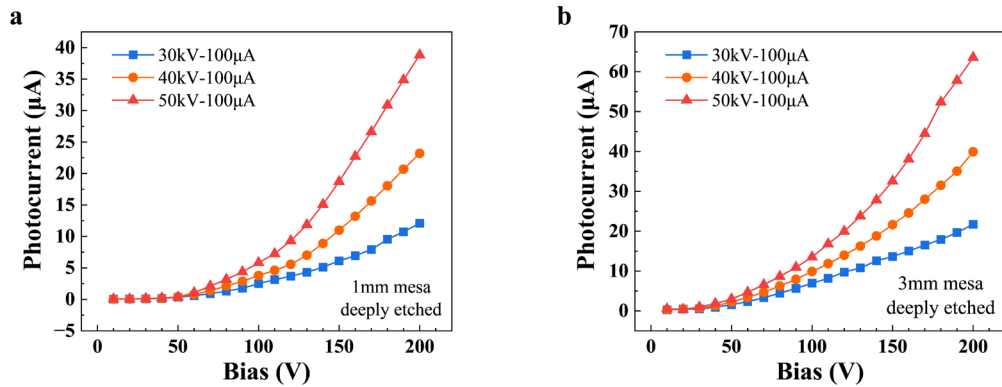 a
40
35
30
25
20
15
10
5
0
−5
Photocurrent (μA)
30kV-100μA
40kV-100μA
50kV-100μA
1mm mesa
deeply etched
0 50 100 150 200
Bias (V)
b
70
60
50
40
30
20
10
0
Photocurrent (μA)
30kV-100μA
40kV-100μA
50kV-100μA
3mm mesa
deeply etched
0 50 100 150 200
Bias (V)